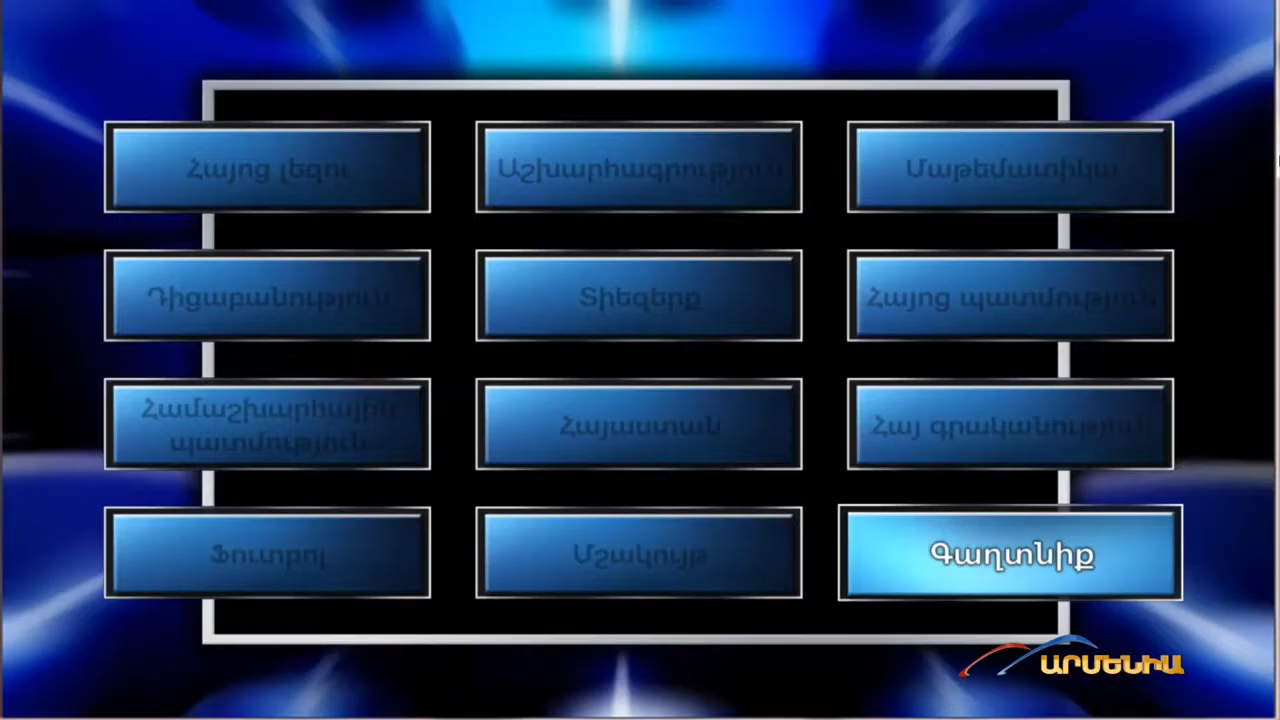 Հայոց լեզու
Աշխարհագրություն
Մաթեմատիկա
Դիցաբանություն
Տիեզերք
Հայոց պատմություն
Համաշխարհային
պատմություն
Հայաստան
Հայ գրականություն
Ֆուտբոլ
Մշակույթ
Գաղտնիք
ԱՐՄԵՆԻԱ